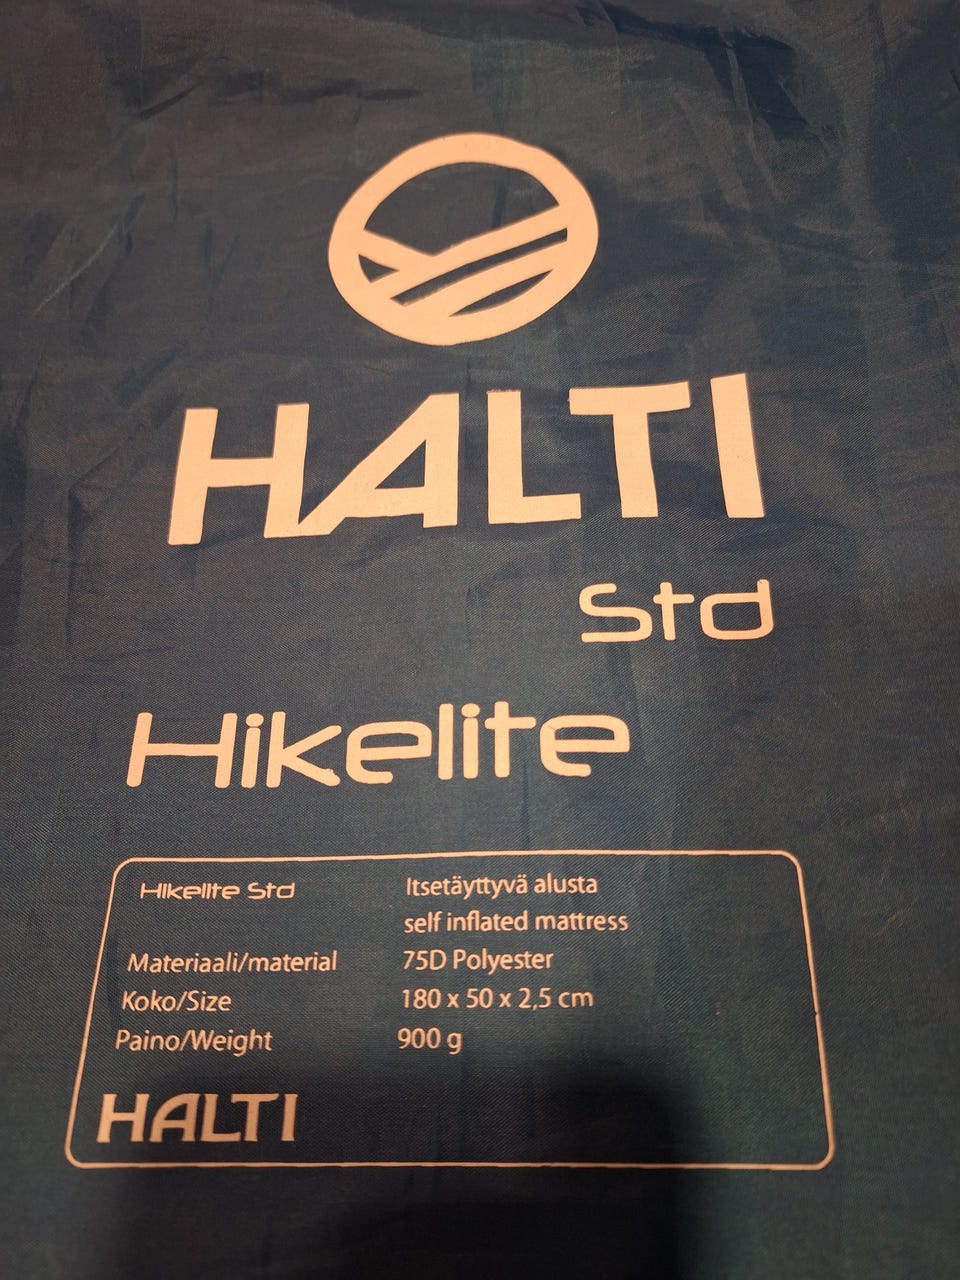 HALTI
Std
Hikelite
Hikelite Std Itsetäyttyvä alusta
self inflated mattress
Materiaali/material 75D Polyester
Koko/Size 180 x 50 x 2,5 cm
Paino/Weight 900 g
HALTI